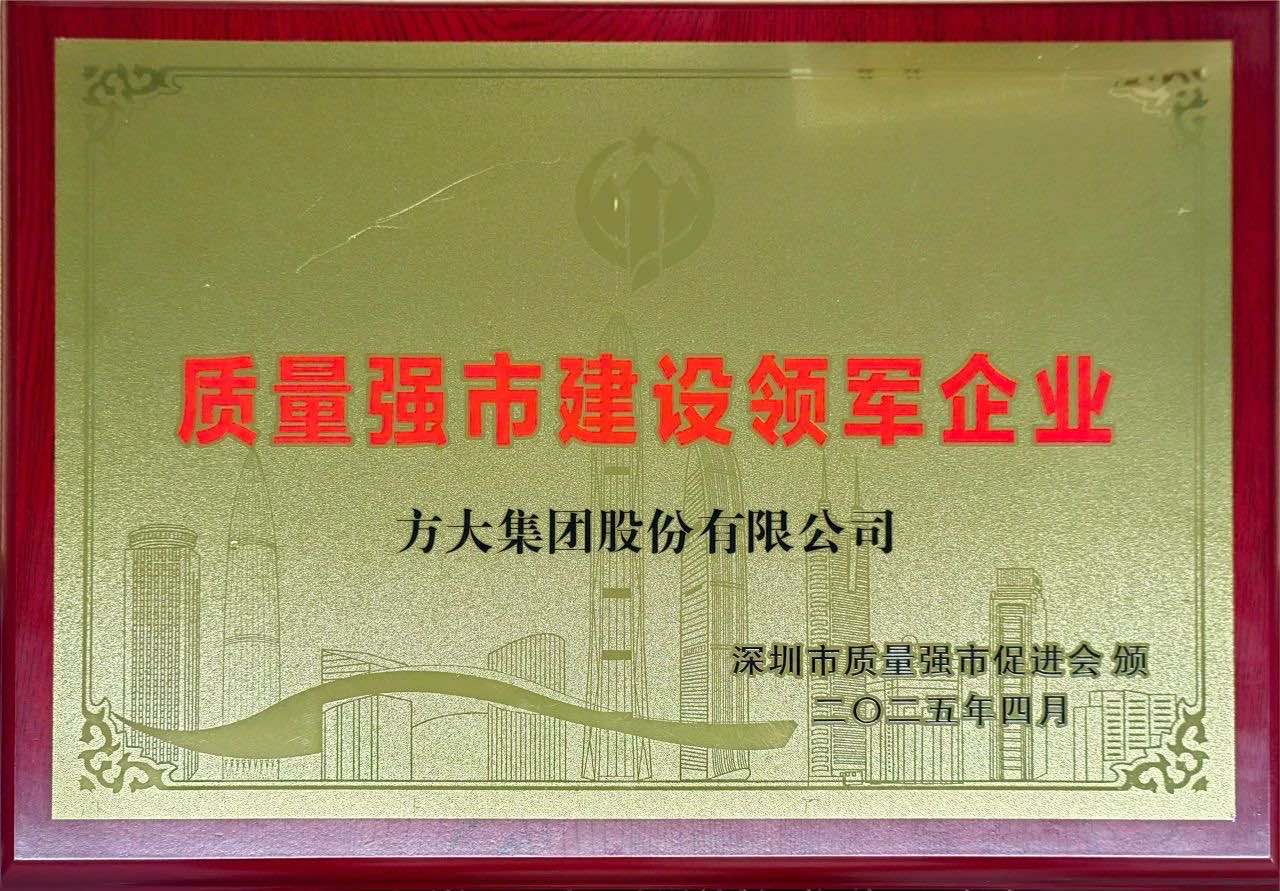 质量强市建设领军企业
方大集团股份有限公司
深圳市质量强市促进会 颁
二〇二五年四月